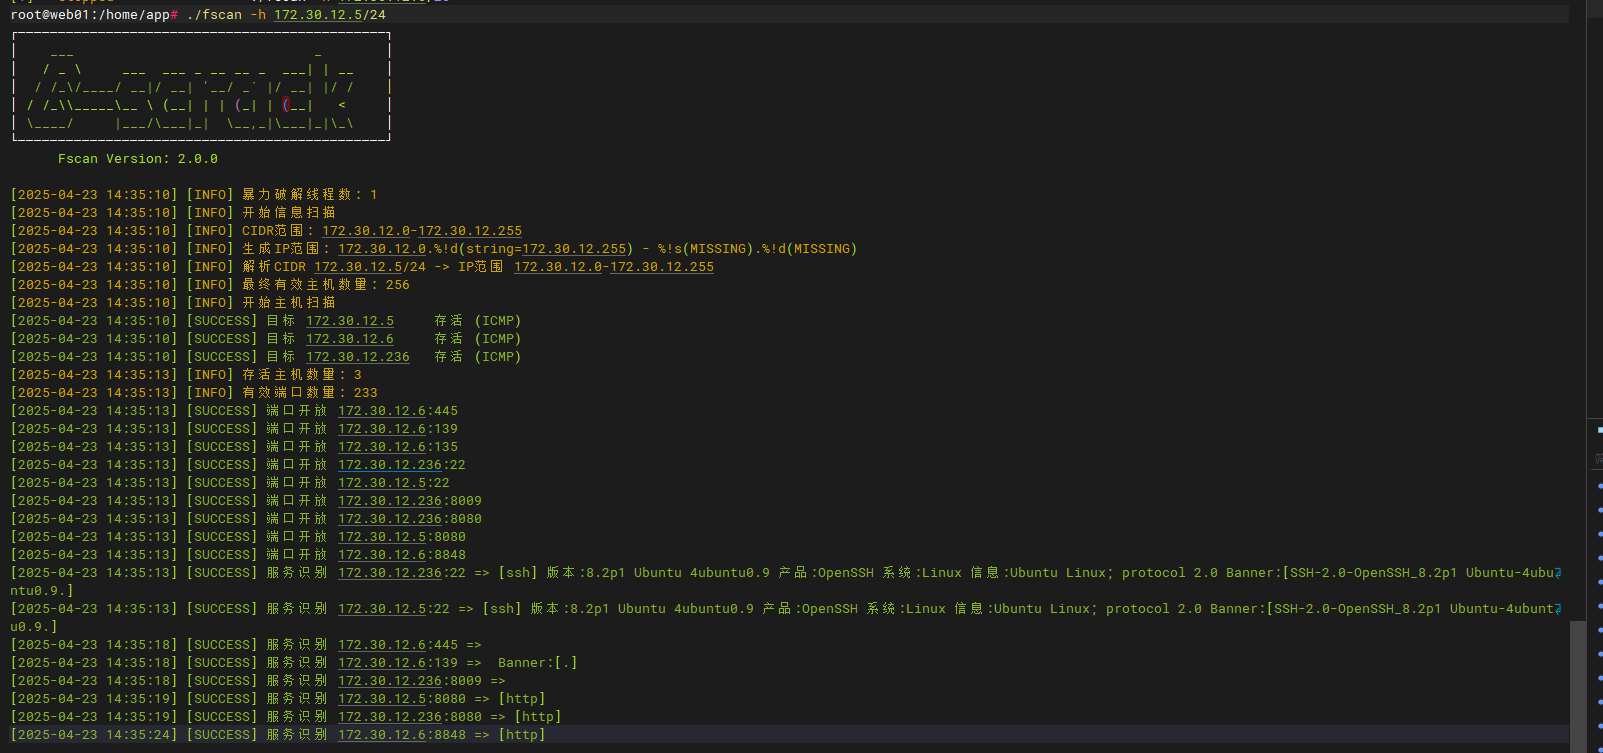 root@web01:/home/app# ./fscan -h 172.30.12.5/24
Fscan Version: 2.0.0
[2025-04-23 14:35:10] [INFO] 暴力破解线程数: 1
[2025-04-23 14:35:10] [INFO] 开始信息扫描
[2025-04-23 14:35:10] [INFO] CIDR范围: 172.30.12.0-172.30.12.255
[2025-04-23 14:35:10] [INFO] 生成IP范围: 172.30.12.0.%!d(string=172.30.12.255) - %!s(MISSING).%!d(MISSING)
[2025-04-23 14:35:10] [INFO] 解析CIDR 172.30.12.5/24 -> IP范围 172.30.12.0-172.30.12.255
[2025-04-23 14:35:10] [INFO] 最终有效主机数量: 256
[2025-04-23 14:35:10] [INFO] 开始主机扫描
[2025-04-23 14:35:10] [SUCCESS] 目标 172.30.12.5 存活 (ICMP)
[2025-04-23 14:35:10] [SUCCESS] 目标 172.30.12.6 存活 (ICMP)
[2025-04-23 14:35:10] [SUCCESS] 目标 172.30.12.236 存活 (ICMP)
[2025-04-23 14:35:13] [INFO] 存活主机数量: 3
[2025-04-23 14:35:13] [INFO] 有效端口数量: 233
[2025-04-23 14:35:13] [SUCCESS] 端口开放 172.30.12.6:445
[2025-04-23 14:35:13] [SUCCESS] 端口开放 172.30.12.6:139
[2025-04-23 14:35:13] [SUCCESS] 端口开放 172.30.12.6:135
[2025-04-23 14:35:13] [SUCCESS] 端口开放 172.30.12.236:22
[2025-04-23 14:35:13] [SUCCESS] 端口开放 172.30.12.5:22
[2025-04-23 14:35:13] [SUCCESS] 端口开放 172.30.12.236:8009
[2025-04-23 14:35:13] [SUCCESS] 端口开放 172.30.12.236:8080
[2025-04-23 14:35:13] [SUCCESS] 端口开放 172.30.12.5:8080
[2025-04-23 14:35:13] [SUCCESS] 端口开放 172.30.12.6:8848
[2025-04-23 14:35:13] [SUCCESS] 服务识别 172.30.12.236:22 => [ssh] 版本:8.2p1 Ubuntu 4ubuntu0.9 产品:OpenSSH 系统:Linux 信息:Ubuntu Linux; protocol 2.0 Banner:[SSH-2.0-OpenSSH_8.2p1 Ubuntu-4ubu
ntu0.9.]
[2025-04-23 14:35:13] [SUCCESS] 服务识别 172.30.12.5:22 => [ssh] 版本:8.2p1 Ubuntu 4ubuntu0.9 产品:OpenSSH 系统:Linux 信息:Ubuntu Linux; protocol 2.0 Banner:[SSH-2.0-OpenSSH_8.2p1 Ubuntu-4ubunt
u0.9.]
[2025-04-23 14:35:18] [SUCCESS] 服务识别 172.30.12.6:445 =>
[2025-04-23 14:35:18] [SUCCESS] 服务识别 172.30.12.6:139 => Banner:[.]
[2025-04-23 14:35:18] [SUCCESS] 服务识别 172.30.12.236:8009 =>
[2025-04-23 14:35:19] [SUCCESS] 服务识别 172.30.12.5:8080 => [http]
[2025-04-23 14:35:19] [SUCCESS] 服务识别 172.30.12.236:8080 => [http]
[2025-04-23 14:35:24] [SUCCESS] 服务识别 172.30.12.6:8848 => [http]